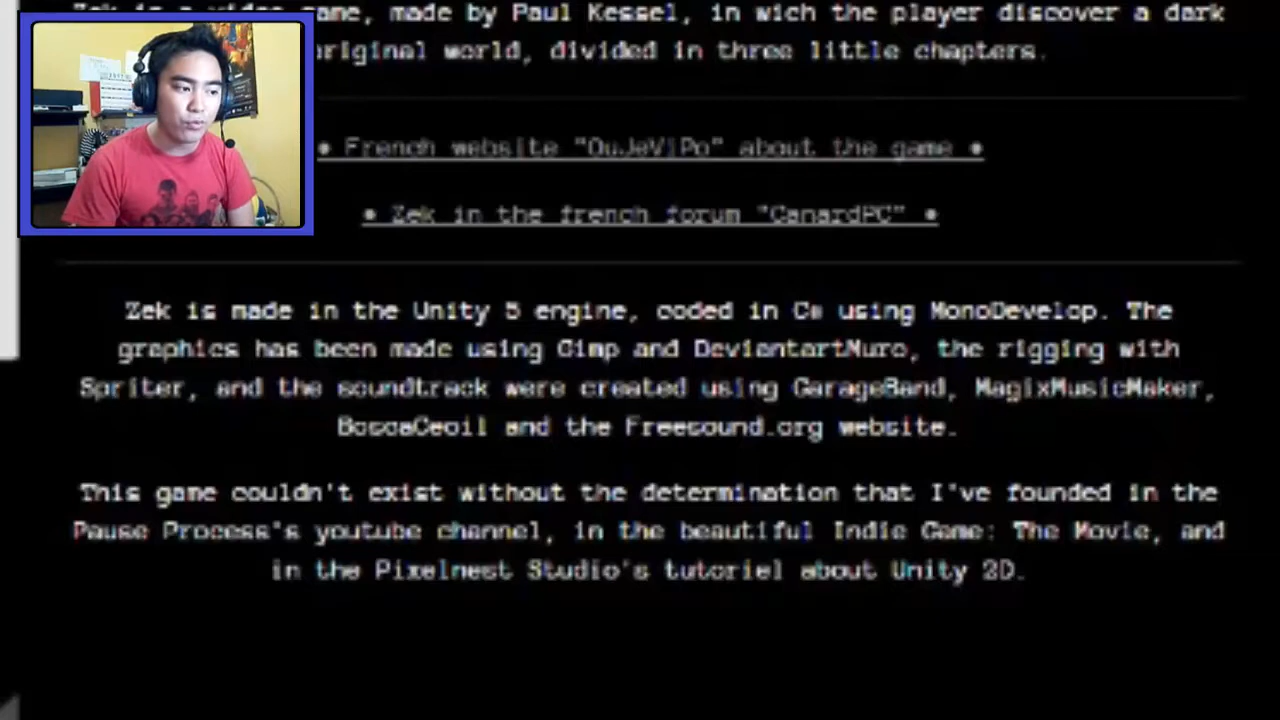 Zek is a video game, made by Paul Kessel, in wich the player discover a dark
original world, divided in three little chapters.
• French website "OuJeViPo" about the game •
• Zek in the french forum "CanardPC" •
Zek is made in the Unity 5 engine, coded in C# using MonoDevelop. The
graphics has been made using Gimp and DeviantartMuro, the rigging with
Spriter, and the soundtrack were created using GarageBand, MagixMusicMaker,
BoscaCeoil and the Freesound.org website.
This game couldn't exist without the determination that I've founded in the
Pause Process's youtube channel, in the beautiful Indie Game: The Movie, and
in the Pixelnest Studio's tutoriel about Unity 2D.